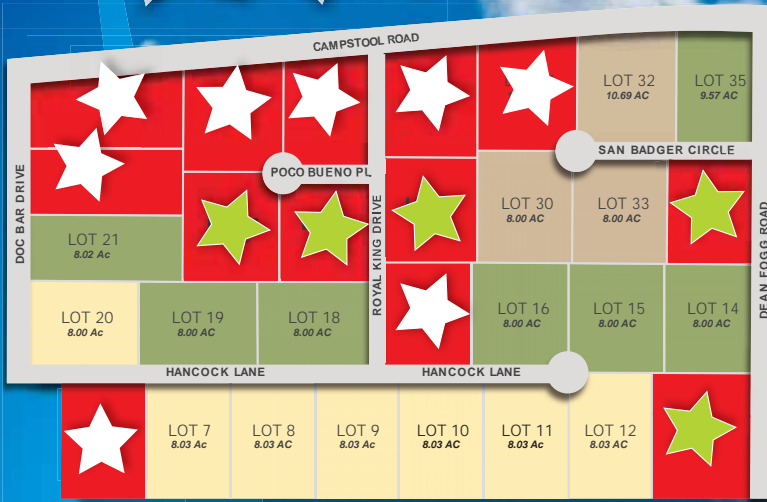 CAMPSTOOL ROAD
LOT 32
10.69 AC
LOT 35
9.57 AC
SAN BADGER CIRCLE
POCO BUENO PL
DOC BAR DRIVE
ROYAL KING DRIVE
DEAN FOGG ROAD
LOT 30
8.00 AC
LOT 33
8.00 AC
LOT 21
8.02 Ac
LOT 20
8.00 Ac
LOT 19
8.00 AC
LOT 18
8.00 AC
LOT 16
8.00 AC
LOT 15
8.00 AC
LOT 14
8.00 AC
HANCOCK LANE
HANCOCK LANE
LOT 7
8.03 Ac
LOT 8
8.03 AC
LOT 9
8.03 Ac
LOT 10
8.03 AC
LOT 11
8.03 Ac
LOT 12
8.03 AC